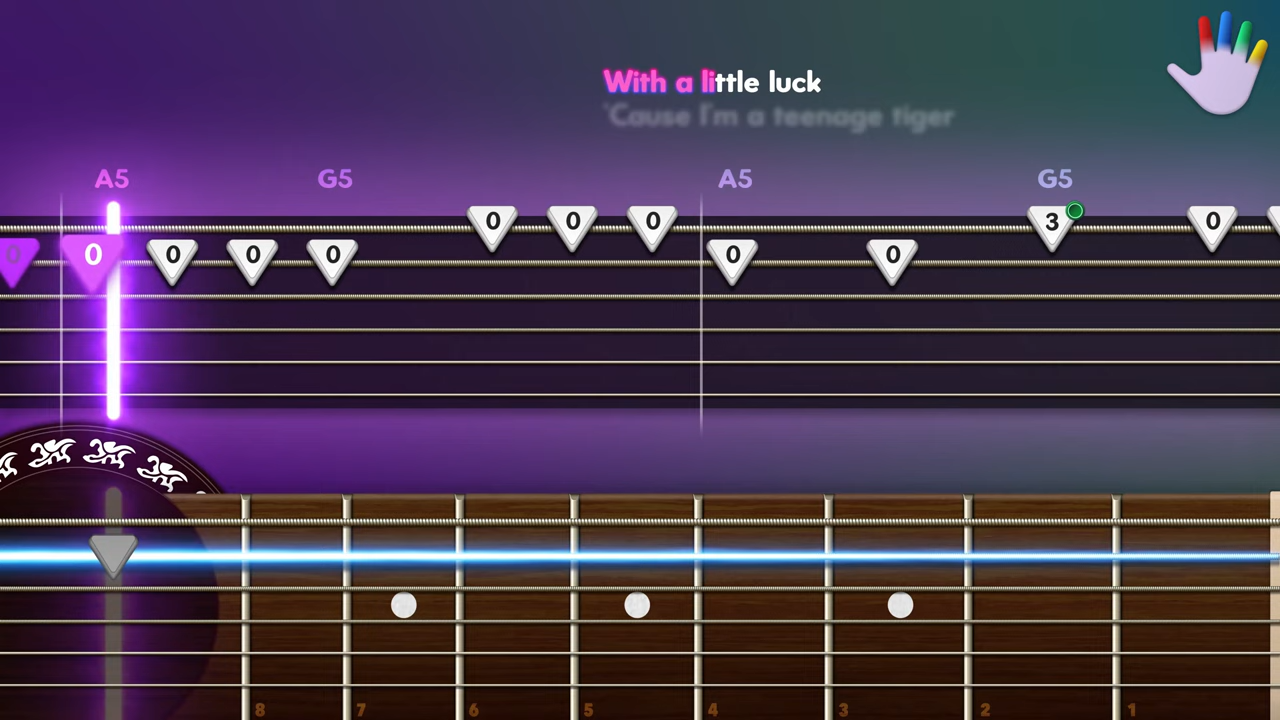 With a little luck
'Cause I'm a teenage tiger
A5 G5 A5 G5
0 0 0 3 0
0 0 0 0 0 0 0
8 7 6 5 4 3 2 1